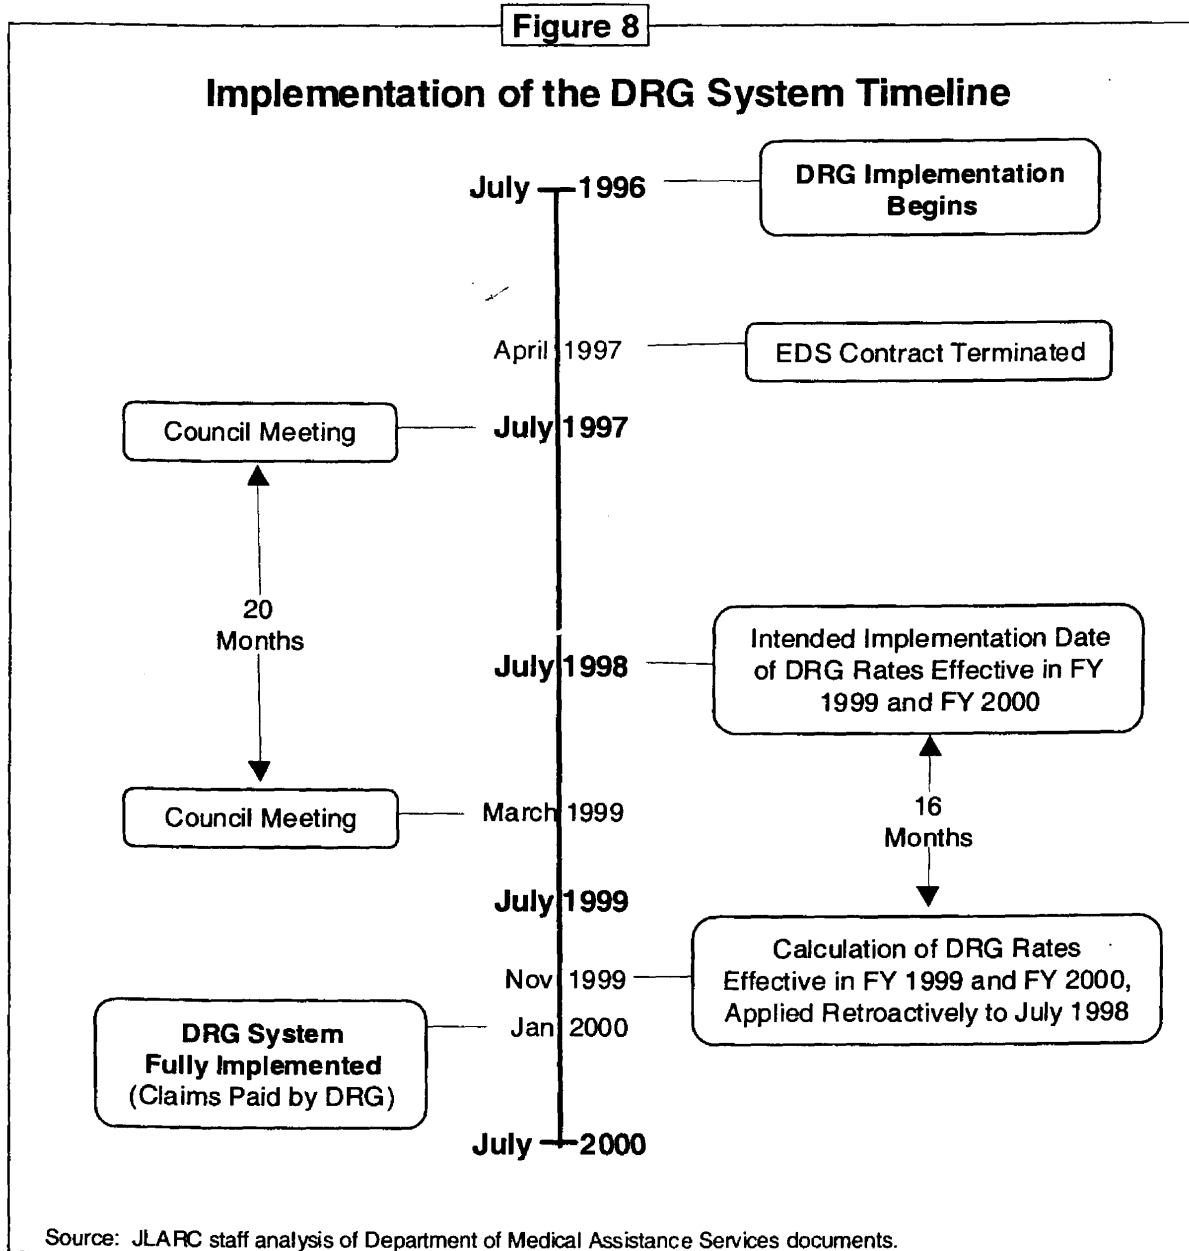 Figure 8
Implementation of the DRG System Timeline
July 1996
DRG Implementation
Begins
April 1997
EDS Contract Terminated
Council Meeting
July 1997
20
Months
July 1998
Intended Implementation Date
of DRG Rates Effective in FY
1999 and FY 2000
16
Months
Council Meeting
March 1999
July 1999
Nov 1999
Calculation of DRG Rates
Effective in FY 1999 and FY 2000,
Applied Retroactively to July 1998
DRG System
Fully Implemented
(Claims Paid by DRG)
Jan 2000
July 2000
Source: JLARC staff analysis of Department of Medical Assistance Services documents.